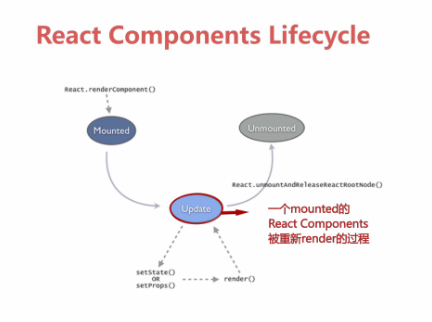 React Components Lifecycle
React.renderComponent()
Mounted
Unmounted
React.unmountAndReleaseReactRootNode()
Update
一个mounted的
React Components
被重新render的过程
setState()
OR
setProps()
render()